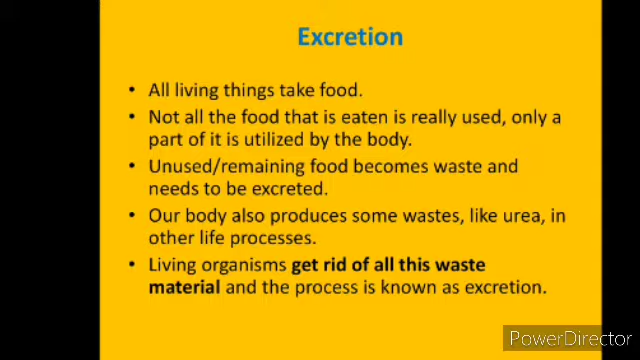 Excretion
• All living things take food.
• Not all the food that is eaten is really used, only a
part of it is utilized by the body.
• Unused/remaining food becomes waste and
needs to be excreted.
• Our body also produces some wastes, like urea, in
other life processes.
• Living organisms get rid of all this waste
material and the process is known as excretion.
PowerDirector